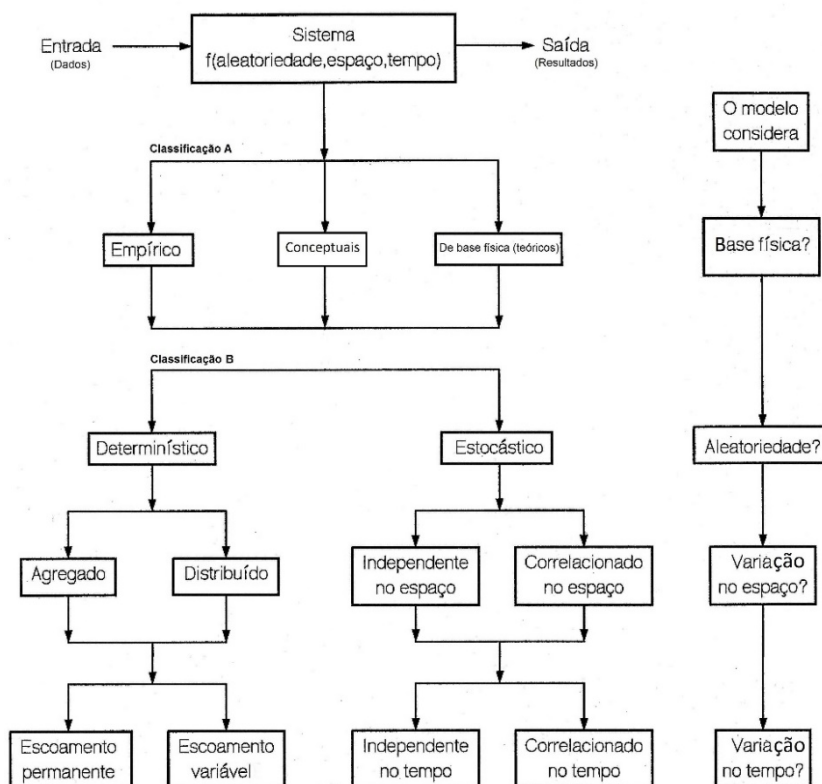 Sistema
f(aleatoriedade,espaço,tempo)
Entrada
(Dados)
Saída
(Resultados)
O modelo
considera
Classificação A
Empírico
Conceptuais
De base física (teóricos)
Base física?
Classificação B
Determinístico
Estocástico
Aleatoriedade?
Agregado
Distribuído
Independente
no espaço
Correlacionado
no espaço
Variação
no espaço?
Escoamento
permanente
Escoamento
variável
Independente
no tempo
Correlacionado
no tempo
Variação
no tempo?